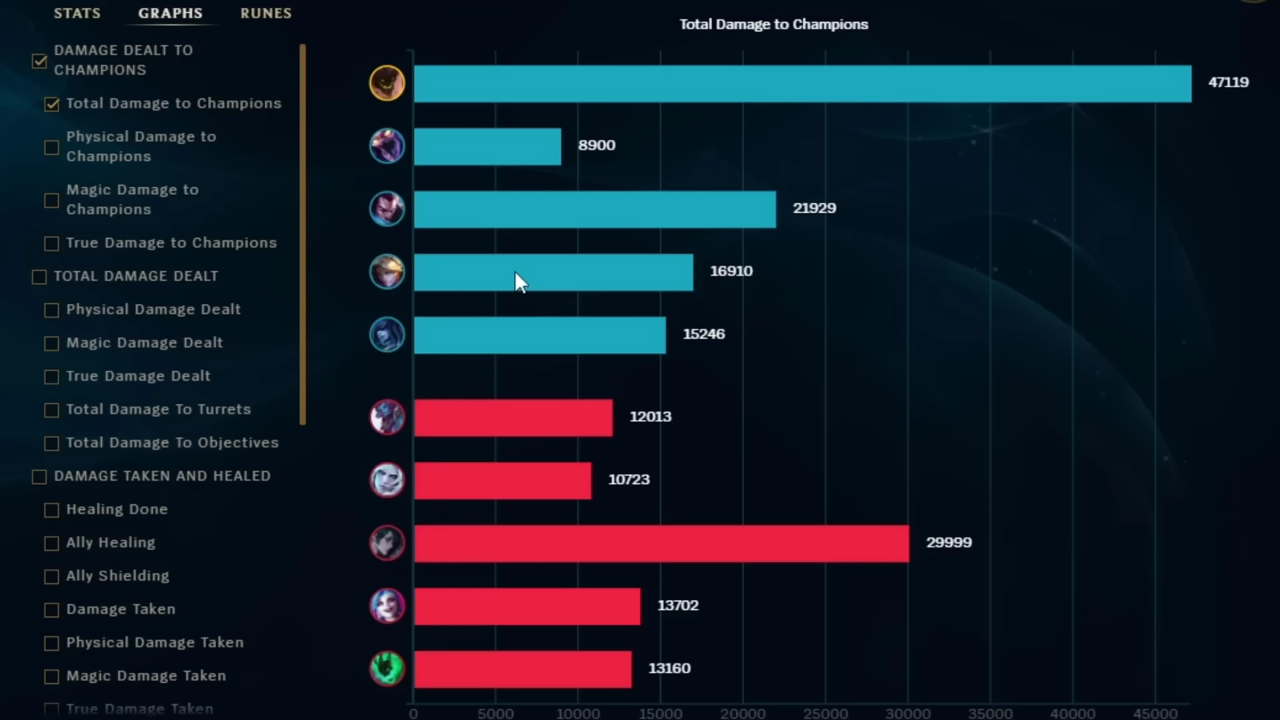 STATS GRAPHS RUNES
DAMAGE DEALT TO
CHAMPIONS
Total Damage to Champions
Physical Damage to
Champions
Magic Damage to
Champions
True Damage to Champions
TOTAL DAMAGE DEALT
Physical Damage Dealt
Magic Damage Dealt
True Damage Dealt
Total Damage To Turrets
Total Damage To Objectives
DAMAGE TAKEN AND HEALED
Healing Done
Ally Healing
Ally Shielding
Damage Taken
Physical Damage Taken
Magic Damage Taken
True Damage Taken
Total Damage to Champions
47119
8900
21929
16910
15246
12013
10723
29999
13702
13160
0 5000 10000 15000 20000 25000 30000 35000 40000 45000